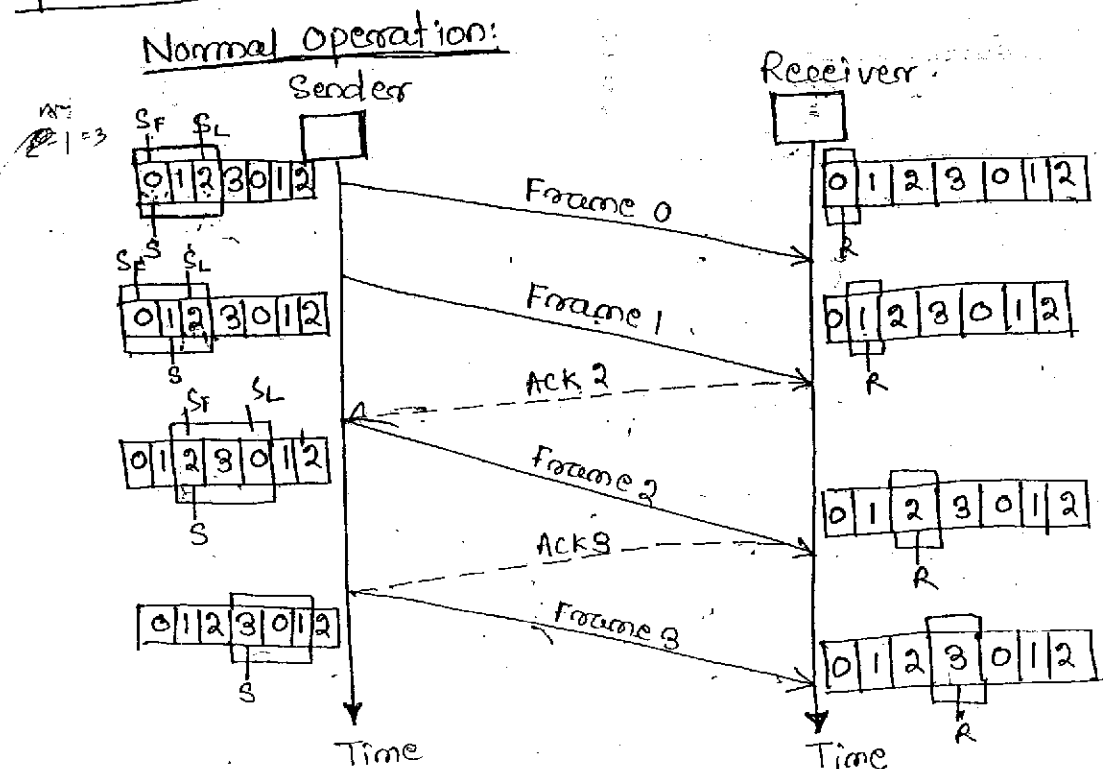 Normal Operation:
Sender
Receiver
-1=3
SF SL
0 1 2 3 0 1 2
S
Frame 0
0 1 2 3 0 1 2
R
SF SL
0 1 2 3 0 1 2
S
Frame 1
0 1 2 3 0 1 2
R
ACK 2
SF SL
0 1 2 3 0 1 2
S
Frame 2
0 1 2 3 0 1 2
R
ACK 3
0 1 2 3 0 1 2
S
Frame 3
0 1 2 3 0 1 2
R
Time
Time